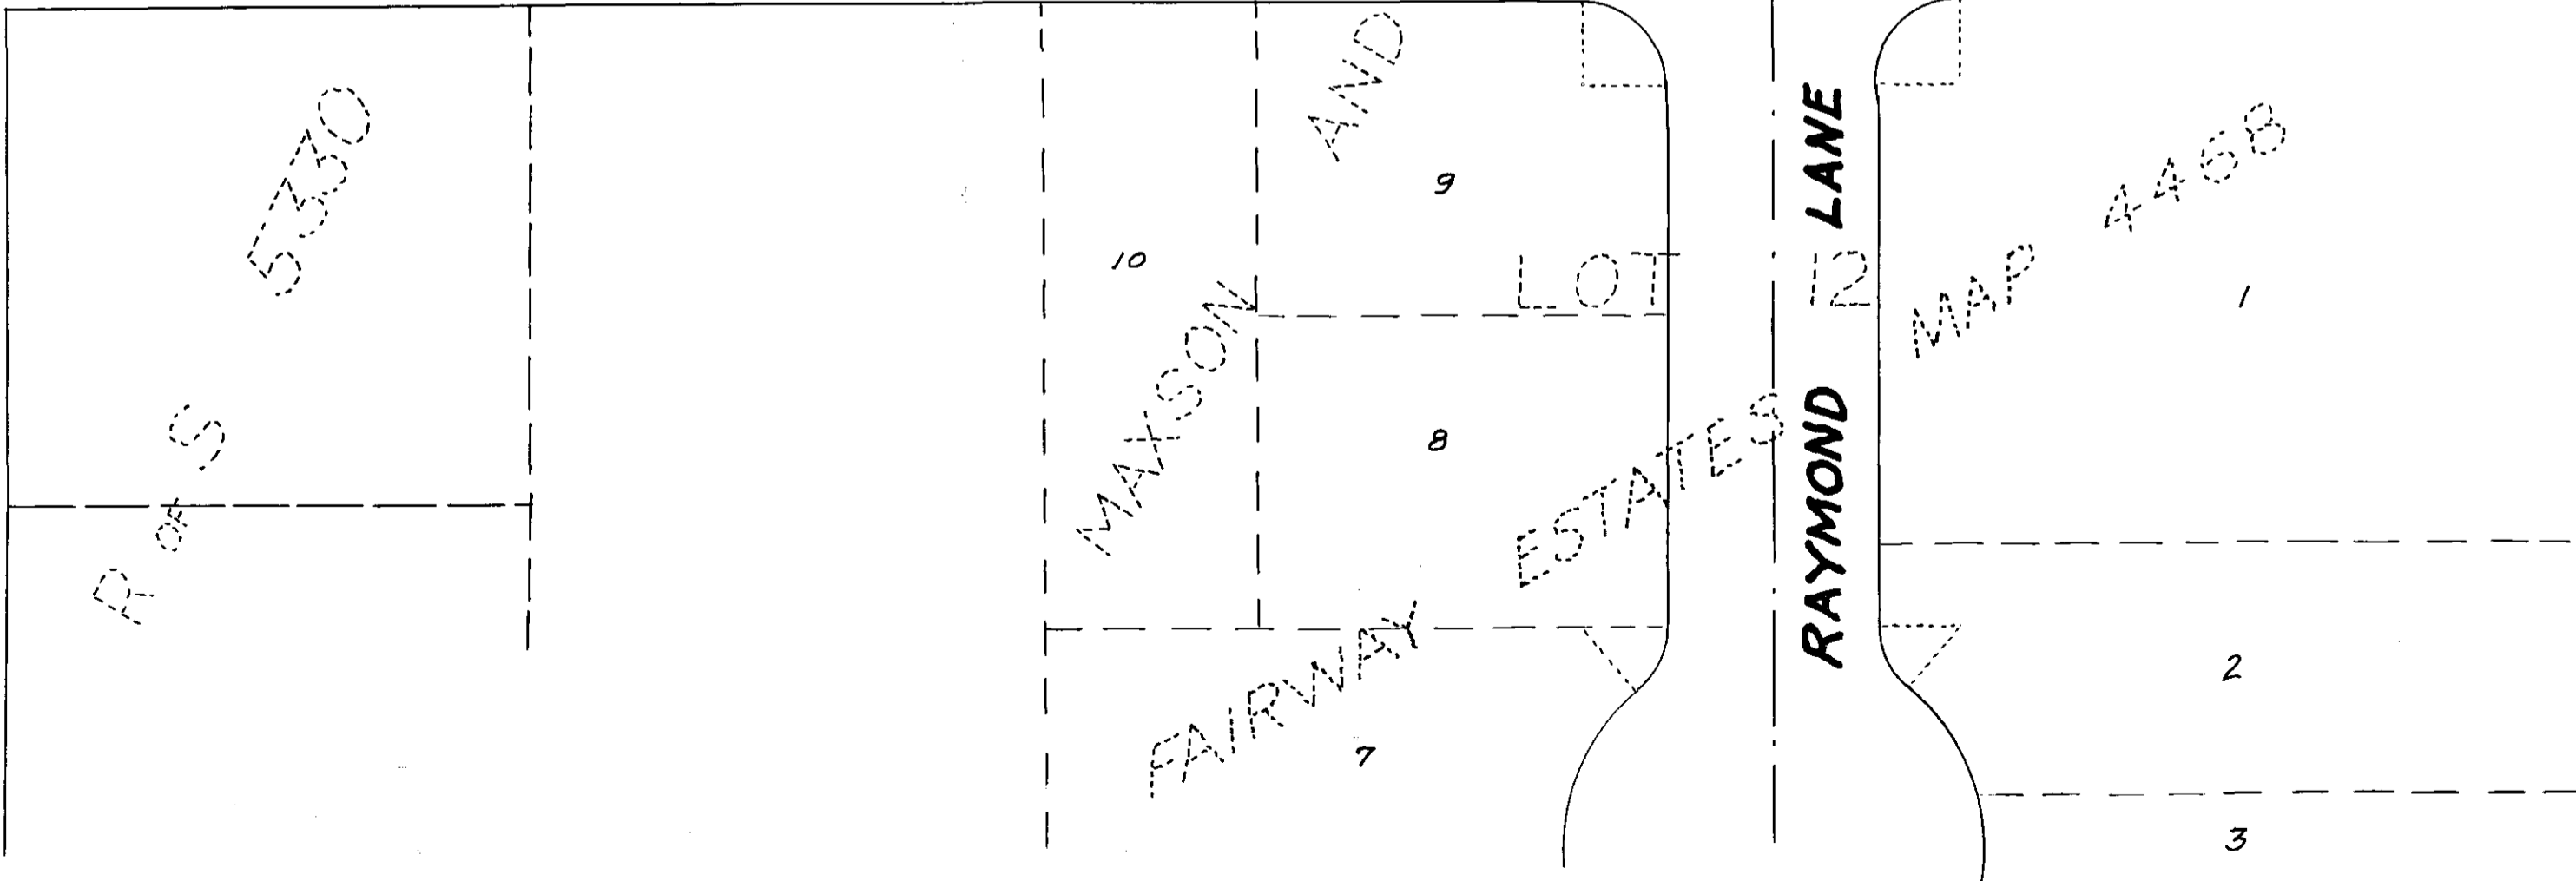 R OF S 5330
MAXSON AND
FAIRWAY ESTATES MAP 4468
LOT 12
RAYMOND LANE
10
9
8
7
1
2
3